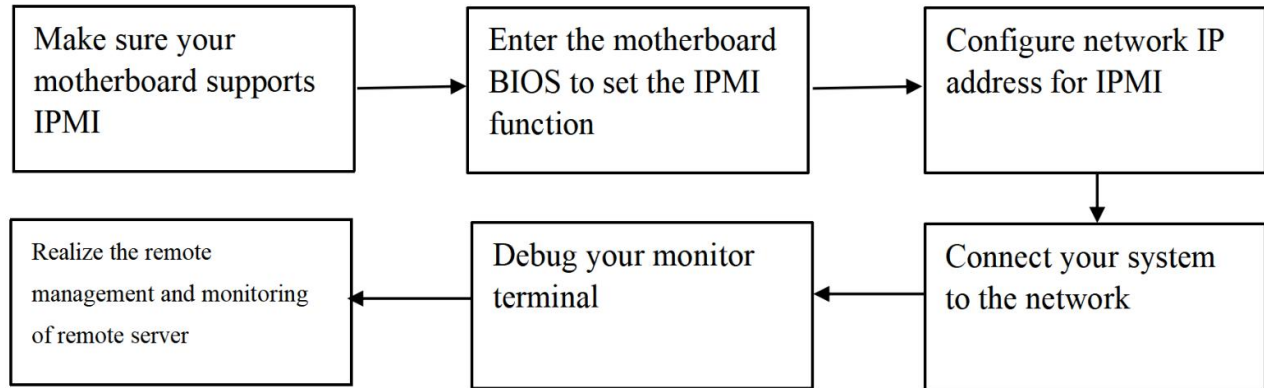 Make sure your
motherboard supports
IPMI
Enter the motherboard
BIOS to set the IPMI
function
Configure network IP
address for IPMI
Connect your system
to the network
Debug your monitor
terminal
Realize the remote
management and monitoring
of remote server